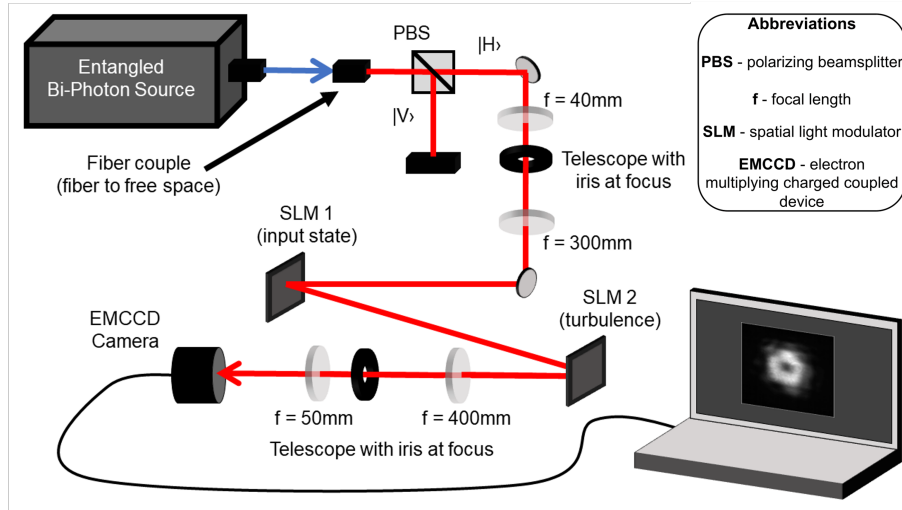 Entangled
Bi-Photon Source
PBS
|H›
|V›
f = 40mm
Fiber couple
(fiber to free space)
Telescope with
iris at focus
f = 300mm
SLM 1
(input state)
SLM 2
(turbulence)
EMCCD
Camera
f = 50mm
f = 400mm
Telescope with iris at focus
Abbreviations
PBS - polarizing beamsplitter
f - focal length
SLM - spatial light modulator
EMCCD - electron
multiplying charged coupled
device